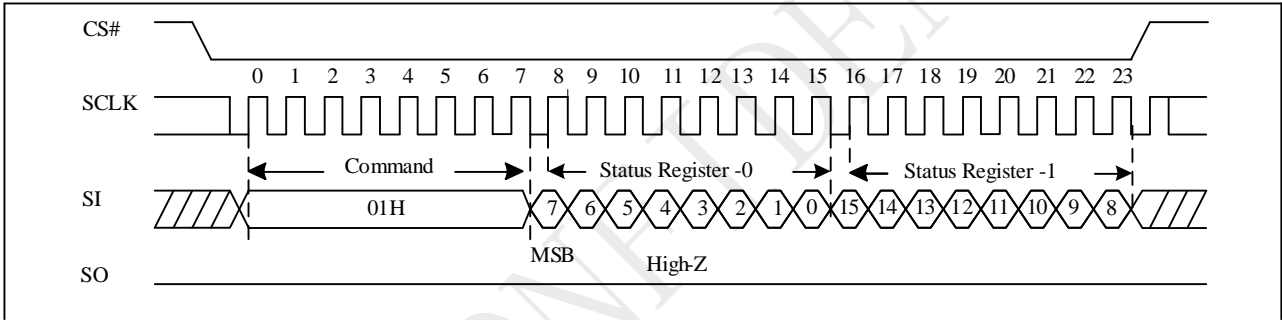 CS#
0 1 2 3 4 5 6 7 8 9 10 11 12 13 14 15 16 17 18 19 20 21 22 23
SCLK
Command Status Register -0 Status Register -1
SI 01H 7 6 5 4 3 2 1 0 15 14 13 12 11 10 9 8
MSB High-Z
SO